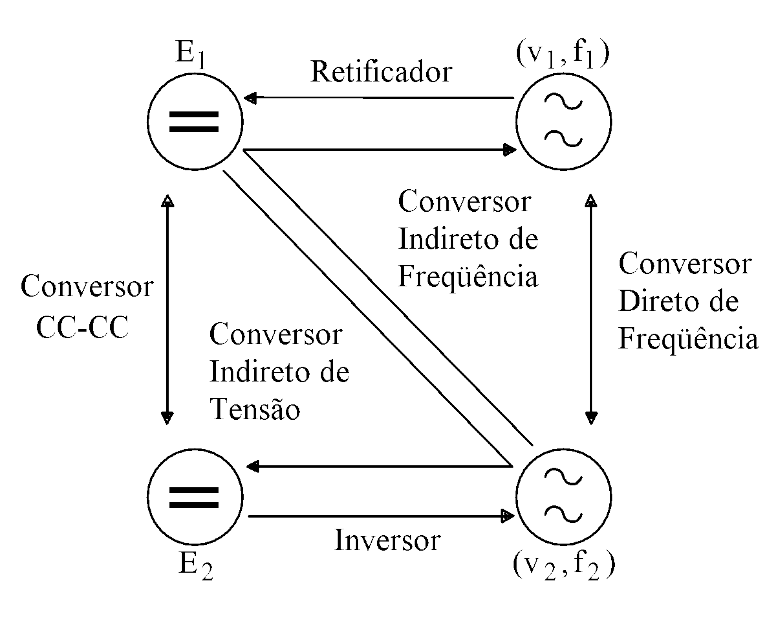 E1
(v1,f1)
Retificador
Conversor
Indireto de
Freqüência
Conversor
CC-CC
Conversor
Direto de
Freqüência
Conversor
Indireto de
Tensão
Inversor
E2
(v2,f2)